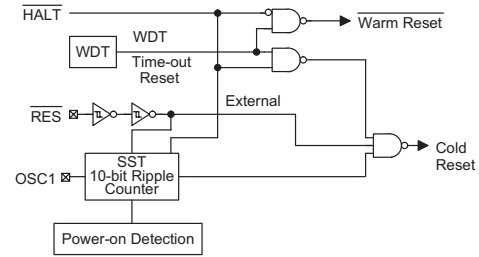 HALT
WDT
WDT
Time-out
Reset
Warm Reset
External
RES
Cold
Reset
OSC1
SST
10-bit Ripple
Counter
Power-on Detection